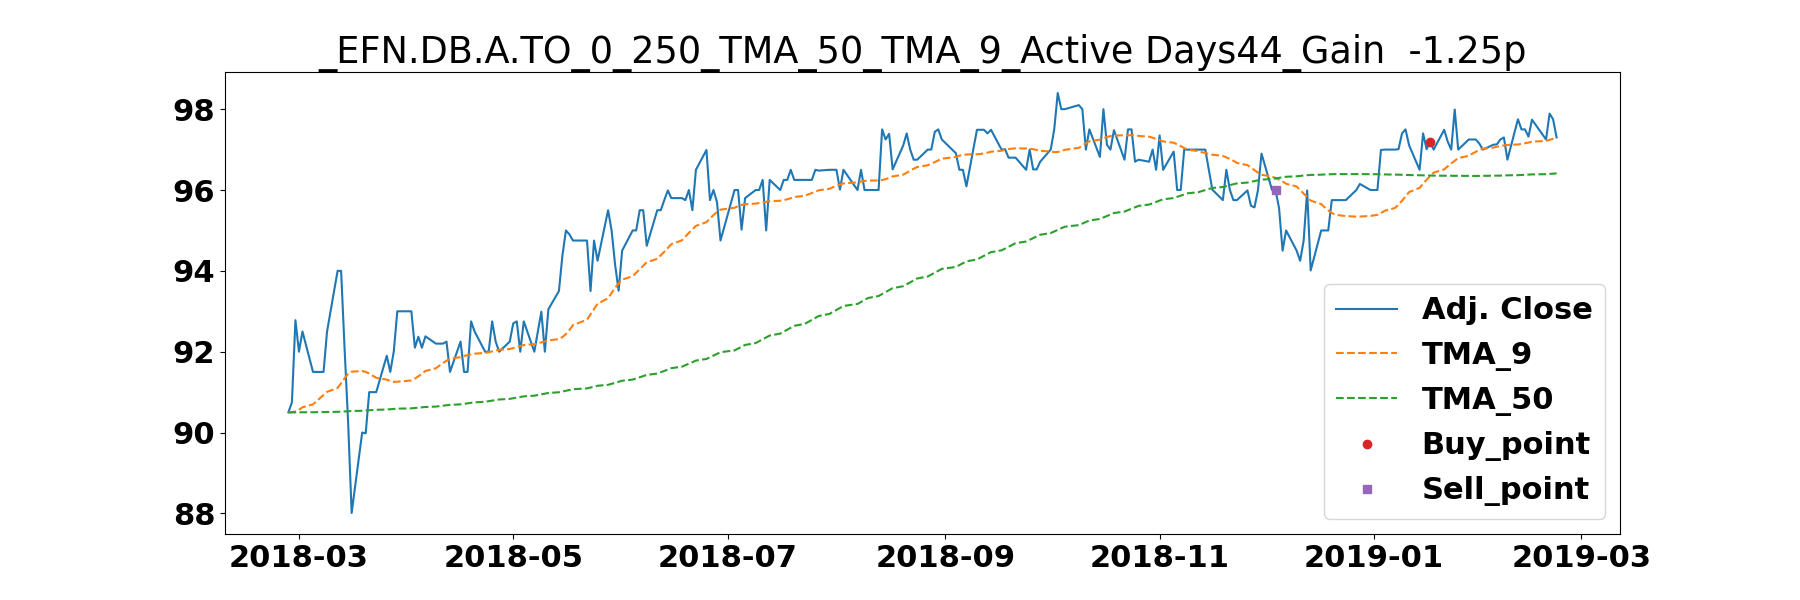 _EFN.DB.A.TO_0_250_TMA_50_TMA_9_Active Days44_Gain  -1.25p
98
96
94
92
90
88
Adj. Close
TMA_9
TMA_50
Buy_point
Sell_point
2018-03 2018-05 2018-07 2018-09 2018-11 2019-01 2019-03